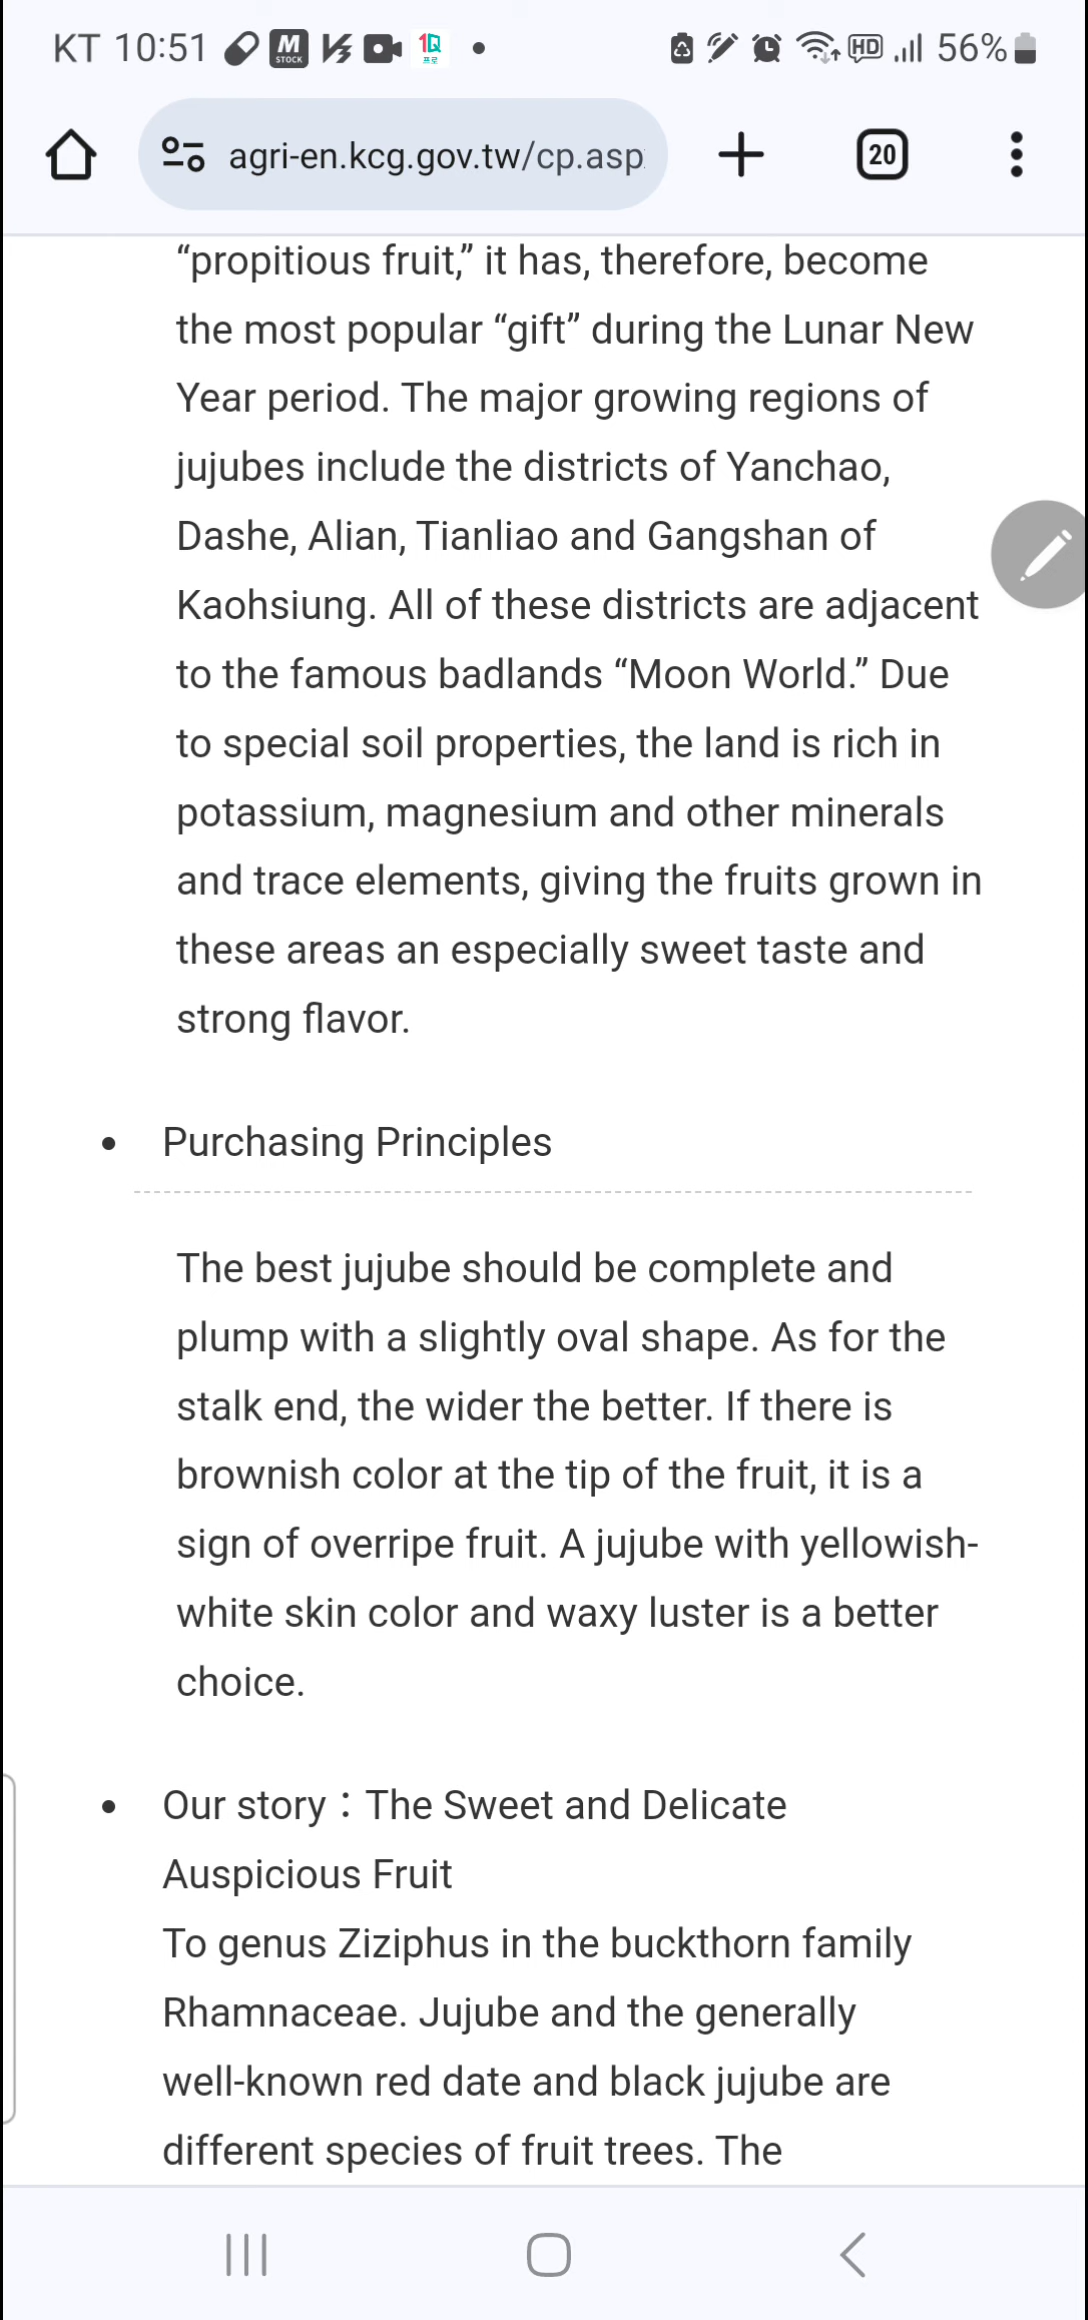 KT 10:51
M
STOCK
1Q
프로
HD
56%
agri-en.kcg.gov.tw/cp.asp
20
“propitious fruit,” it has, therefore, become
the most popular “gift” during the Lunar New
Year period. The major growing regions of
jujubes include the districts of Yanchao,
Dashe, Alian, Tianliao and Gangshan of
Kaohsiung. All of these districts are adjacent
to the famous badlands “Moon World.” Due
to special soil properties, the land is rich in
potassium, magnesium and other minerals
and trace elements, giving the fruits grown in
these areas an especially sweet taste and
strong flavor.
• Purchasing Principles
The best jujube should be complete and
plump with a slightly oval shape. As for the
stalk end, the wider the better. If there is
brownish color at the tip of the fruit, it is a
sign of overripe fruit. A jujube with yellowish-
white skin color and waxy luster is a better
choice.
• Our story：The Sweet and Delicate
Auspicious Fruit
To genus Ziziphus in the buckthorn family
Rhamnaceae. Jujube and the generally
well-known red date and black jujube are
different species of fruit trees. The